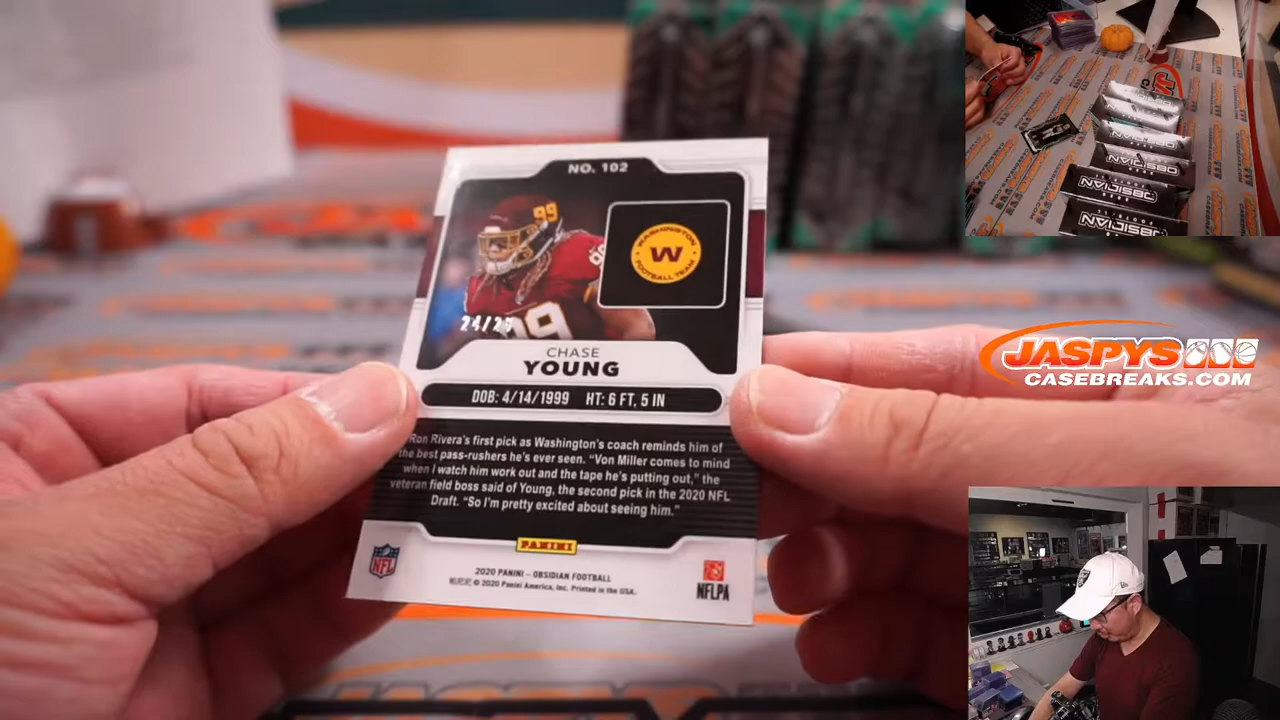 NO. 102
99
WASHINGTON
W
FOOTBALL TEAM
99
24/25
CHASE
YOUNG
DOB: 4/14/1999 HT: 6 FT, 5 IN
Ron Rivera's first pick as Washington's coach reminds him of
the best pass-rushers he's ever seen. "Von Miller comes to mind
when I watch him work out and the tape he's putting out," the
veteran field boss said of Young, the second pick in the 2020 NFL
Draft. "So I'm pretty excited about seeing him."
PANINI
NFL
NFLPA
2020 PANINI – OBSIDIAN FOOTBALL
© 2020 Panini America, Inc. Printed in the USA.
JASPYS
CASEBREAKS.COM
OBSIDIAN
OBSIDIAN
OBSIDIAN
OBSIDIAN
OBSIDIAN